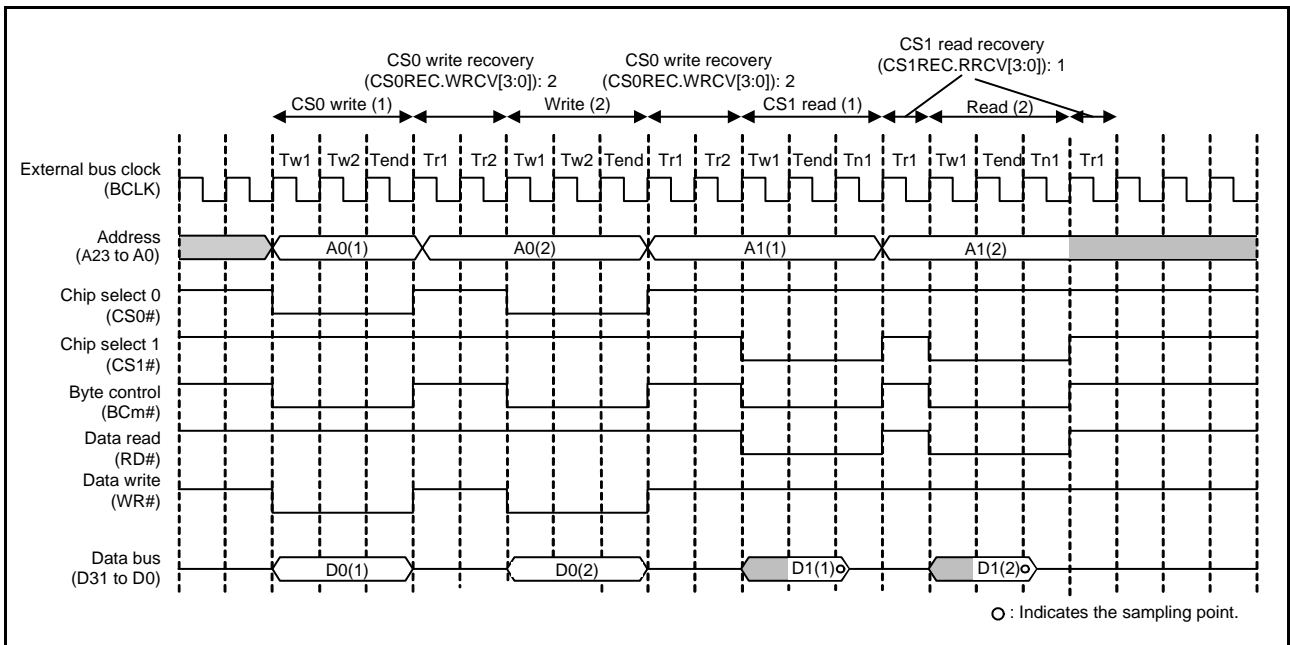 CS1 read recovery
(CS1REC.RRCV[3:0]): 1
CS0 write recovery
(CS0REC.WRCV[3:0]): 2
CS0 write recovery
(CS0REC.WRCV[3:0]): 2
CS0 write (1)
Write (2)
CS1 read (1)
Read (2)
Tw1 Tw2 Tend Tr1 Tr2 Tw1 Tw2 Tend Tr1 Tr2 Tw1 Tend Tn1 Tr1 Tw1 Tend Tn1 Tr1
External bus clock
(BCLK)
Address
(A23 to A0)
A0(1) A0(2) A1(1) A1(2)
Chip select 0
(CS0#)
Chip select 1
(CS1#)
Byte control
(BCm#)
Data read
(RD#)
Data write
(WR#)
Data bus
(D31 to D0)
D0(1) D0(2) D1(1) D1(2)
: Indicates the sampling point.